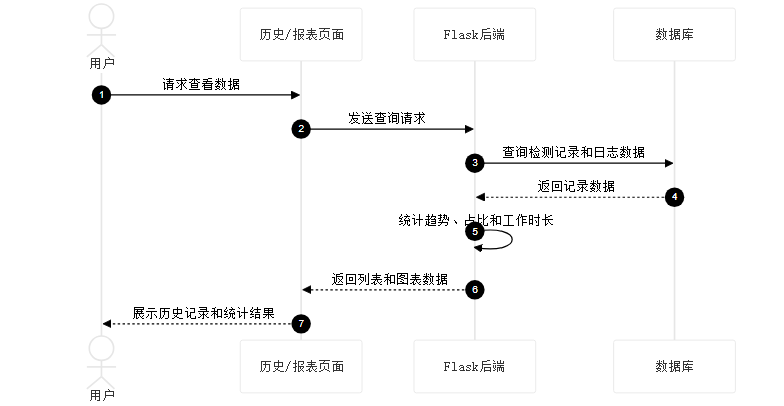 历史/报表页面
Flask后端
数据库
用户
请求查看数据
1
发送查询请求
2
查询检测记录和日志数据
3
返回记录数据
4
统计趋势、占比和工作时长
5
返回列表和图表数据
6
展示历史记录和统计结果
7
用户
历史/报表页面
Flask后端
数据库